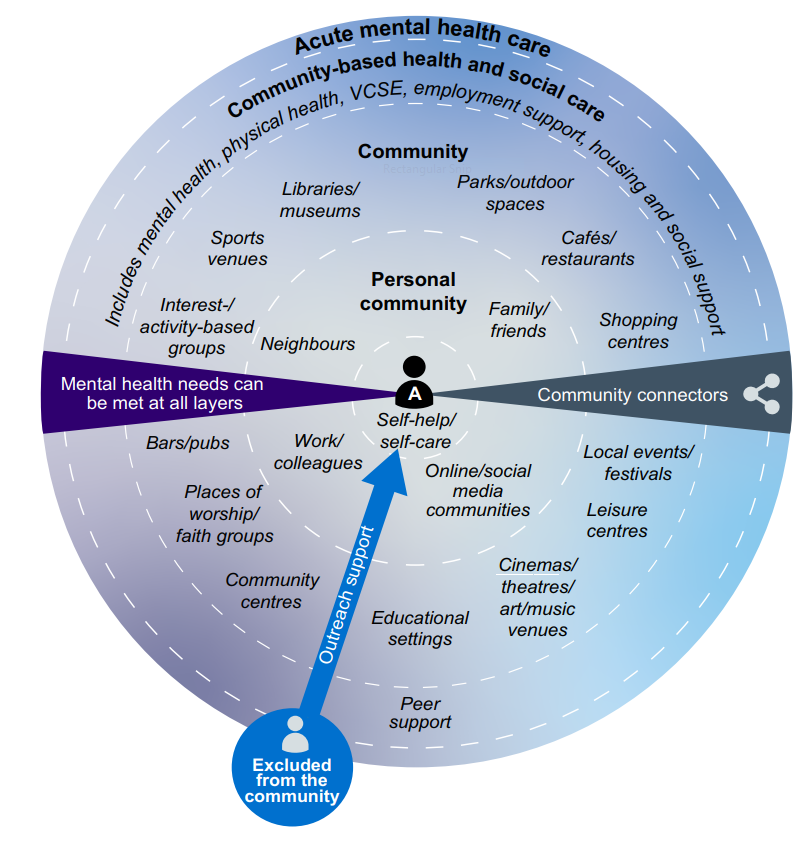 Acute mental health care
Community-based health and social care
Includes mental health, physical health, VCSE, employment support, housing and social support
Community
Libraries/
museums
Parks/outdoor
spaces
Sports
venues
Cafés/
restaurants
Personal
community
Interest-/
activity-based
groups
Neighbours
Family/
friends
Shopping
centres
Mental health needs can
be met at all layers
A
Community connectors
Self-help/
self-care
Bars/pubs
Work/
colleagues
Online/social
media
communities
Local events/
festivals
Places of
worship/
faith groups
Leisure
centres
Community
centres
Cinemas/
theatres/
art/music
venues
Educational
settings
Outreach support
Peer
support
Excluded
from the
community